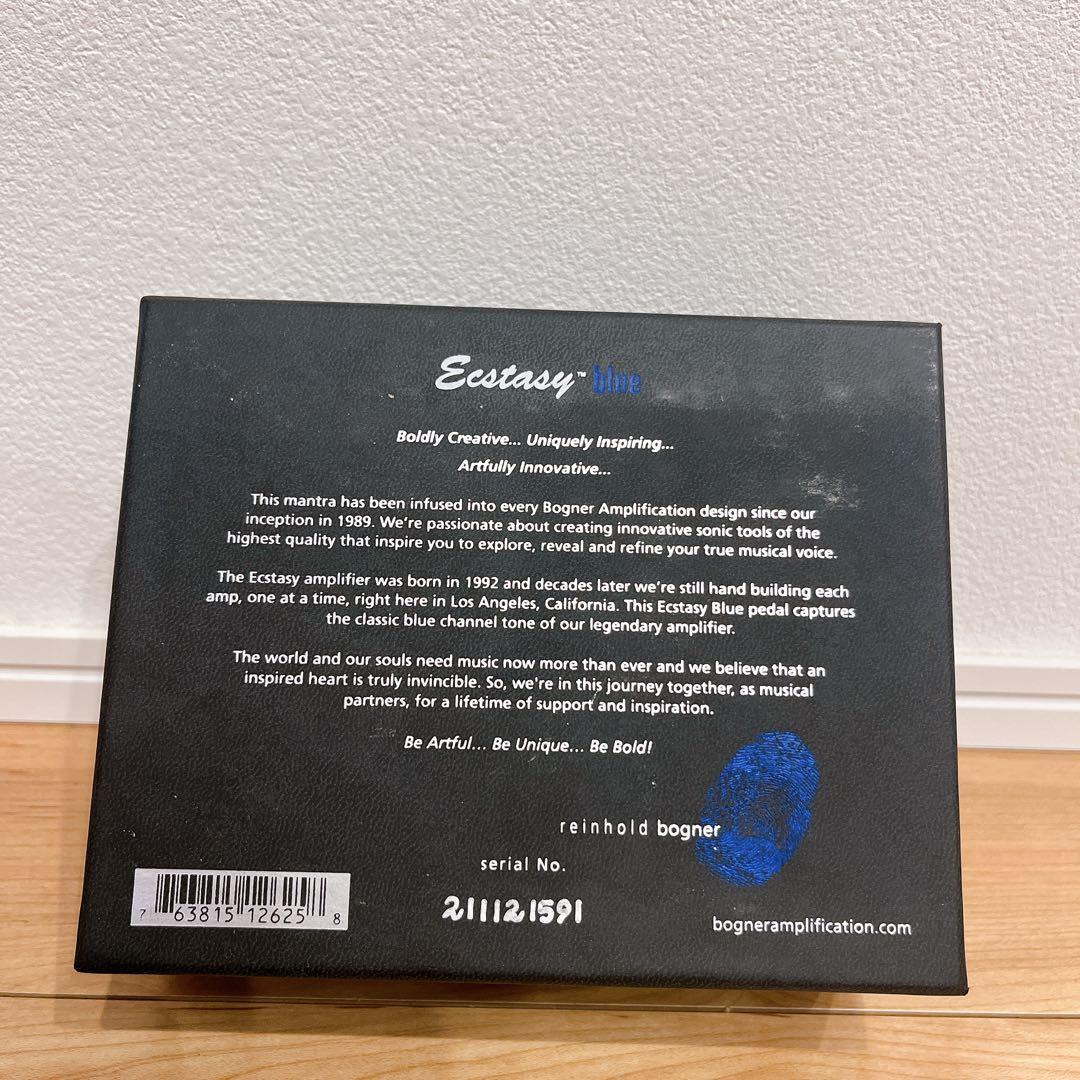 Ecstasy™ blue
Boldly Creative... Uniquely Inspiring...
Artfully Innovative...
This mantra has been infused into every Bogner Amplification design since our
inception in 1989. We're passionate about creating innovative sonic tools of the
highest quality that inspire you to explore, reveal and refine your true musical voice.
The Ecstasy amplifier was born in 1992 and decades later we're still hand building each
amp, one at a time, right here in Los Angeles, California. This Ecstasy Blue pedal captures
the classic blue channel tone of our legendary amplifier.
The world and our souls need music now more than ever and we believe that an
inspired heart is truly invincible. So, we're in this journey together, as musical
partners, for a lifetime of support and inspiration.
Be Artful... Be Unique... Be Bold!
reinhold bogner
serial No.
211121591
7 63815 12625 8
bogneramplification.com